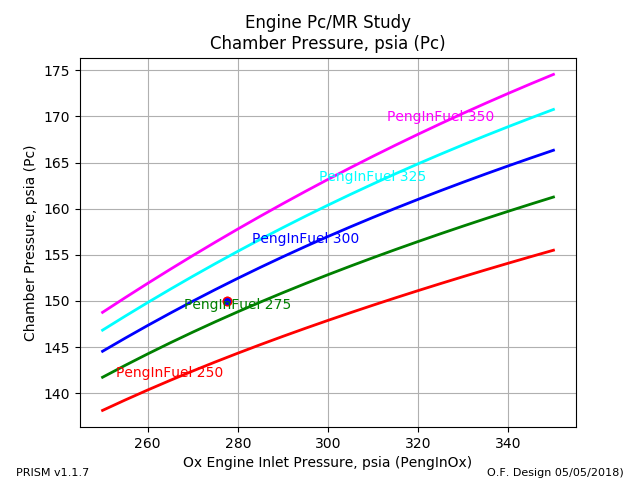 Engine Pc/MR Study
Chamber Pressure, psia (Pc)
175
170
165
160
155
150
145
140
Chamber Pressure, psia (Pc)
PengInFuel 350
PengInFuel 325
PengInFuel 300
PengInFuel 275
PengInFuel 250
260 280 300 320 340
Ox Engine Inlet Pressure, psia (PengInOx)
PRISM v1.1.7
O.F. Design 05/05/2018)